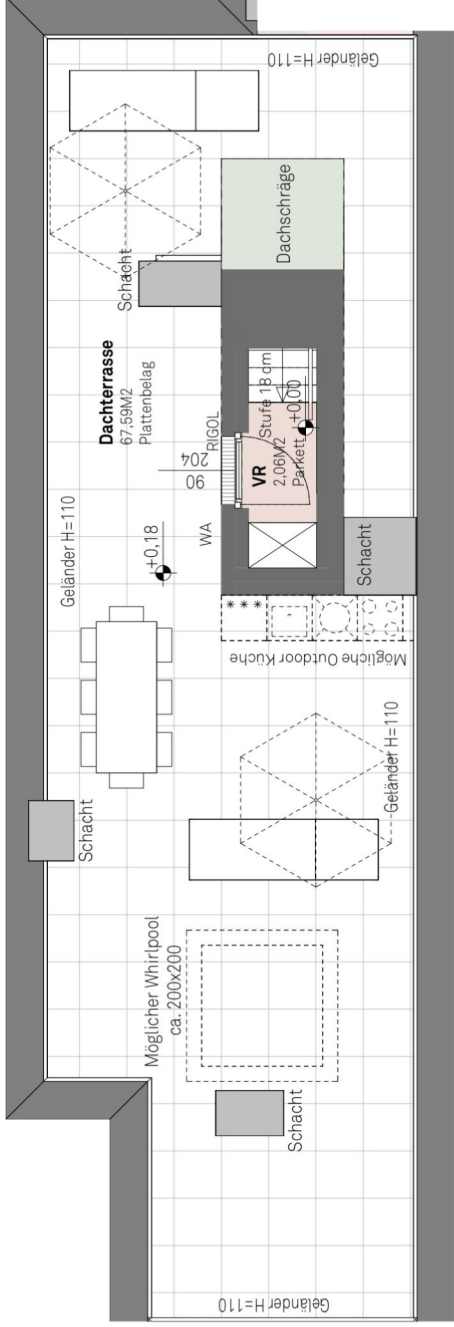 Geländer H=110
Schacht
Dachschräge
Dachterrasse
67,59M2
Plattenbelag
Geländer H=110
RIGOL
90
204
WA
VR
2,06M2
Parkett
Stufe 18 cm
+0,00
+0,18
Schacht
Mögliche Outdoor Küche
***
Schacht
Geländer H=110
Möglicher Whirlpool
ca. 200x200
Schacht
Geländer H=110